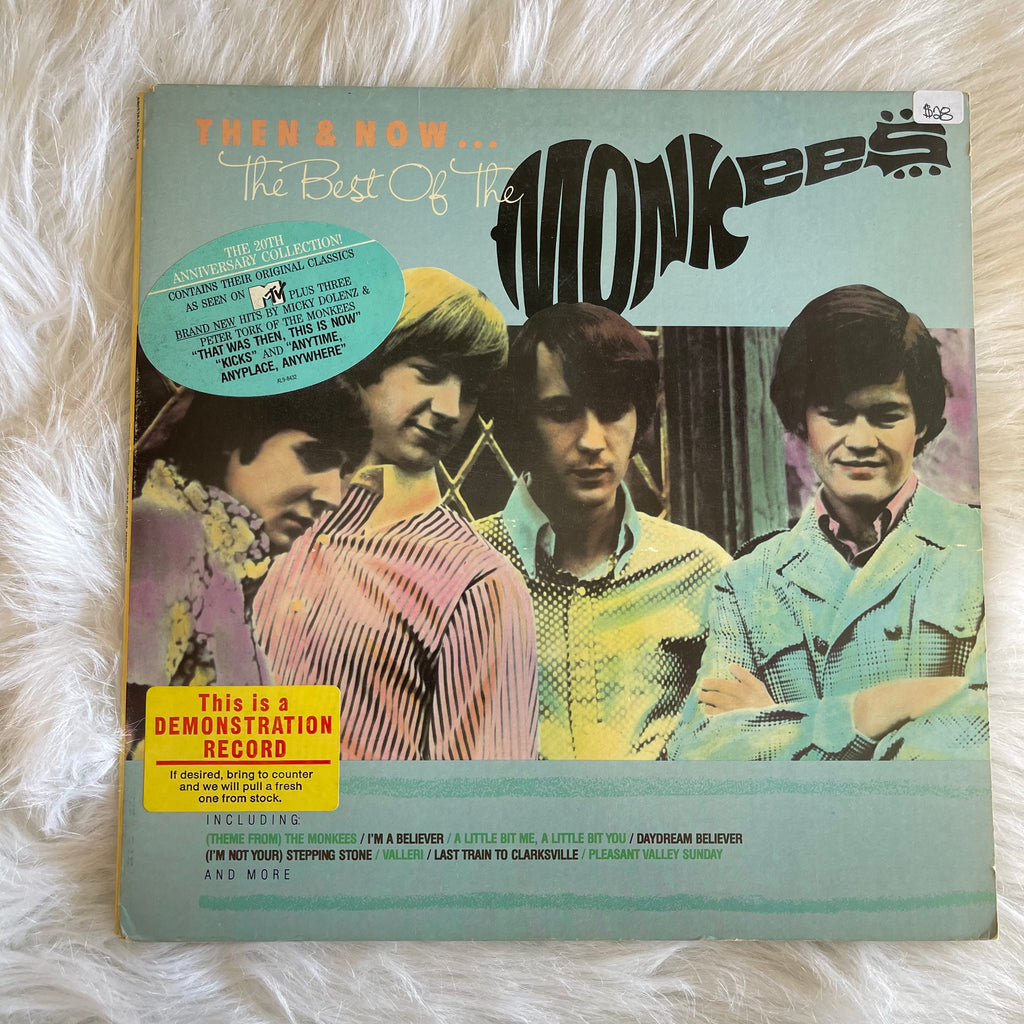 $28
THEN & NOW...
The Best Of The
MONKees
THE 20TH
ANNIVERSARY COLLECTION!
CONTAINS THEIR ORIGINAL CLASSICS
AS SEEN ON MTV PLUS THREE
BRAND NEW HITS BY MICKY DOLENZ &
PETER TORK OF THE MONKEES
"THAT WAS THEN, THIS IS NOW"
"KICKS" AND "ANYTIME,
ANYPLACE, ANYWHERE"
AL9-8432
This is a
DEMONSTRATION
RECORD
If desired, bring to counter
and we will pull a fresh
one from stock.
INCLUDING:
(THEME FROM) THE MONKEES / I'M A BELIEVER / A LITTLE BIT ME, A LITTLE BIT YOU / DAYDREAM BELIEVER
(I'M NOT YOUR) STEPPING STONE / VALLERI / LAST TRAIN TO CLARKSVILLE / PLEASANT VALLEY SUNDAY
AND MORE